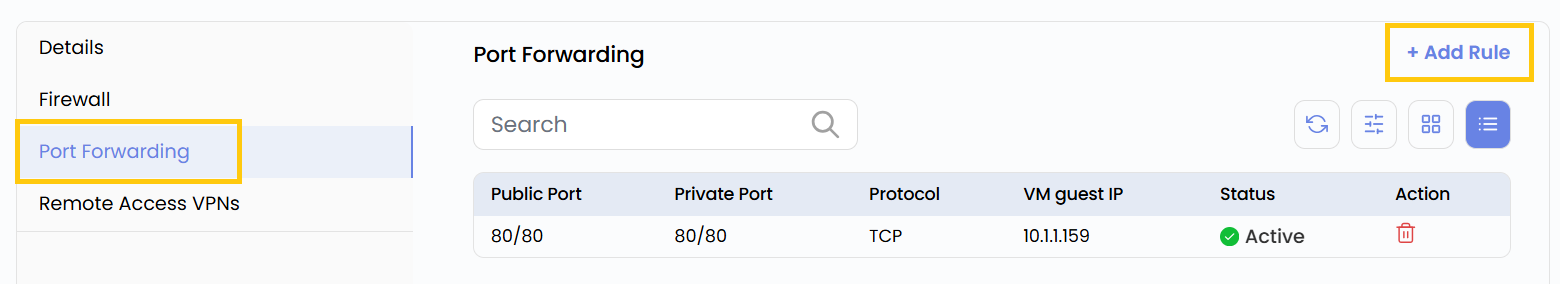 Details
Firewall
Port Forwarding
Remote Access VPNs
Port Forwarding
+ Add Rule
Search
Public Port Private Port Protocol VM guest IP Status Action
80/80 80/80 TCP 10.1.1.159 Active